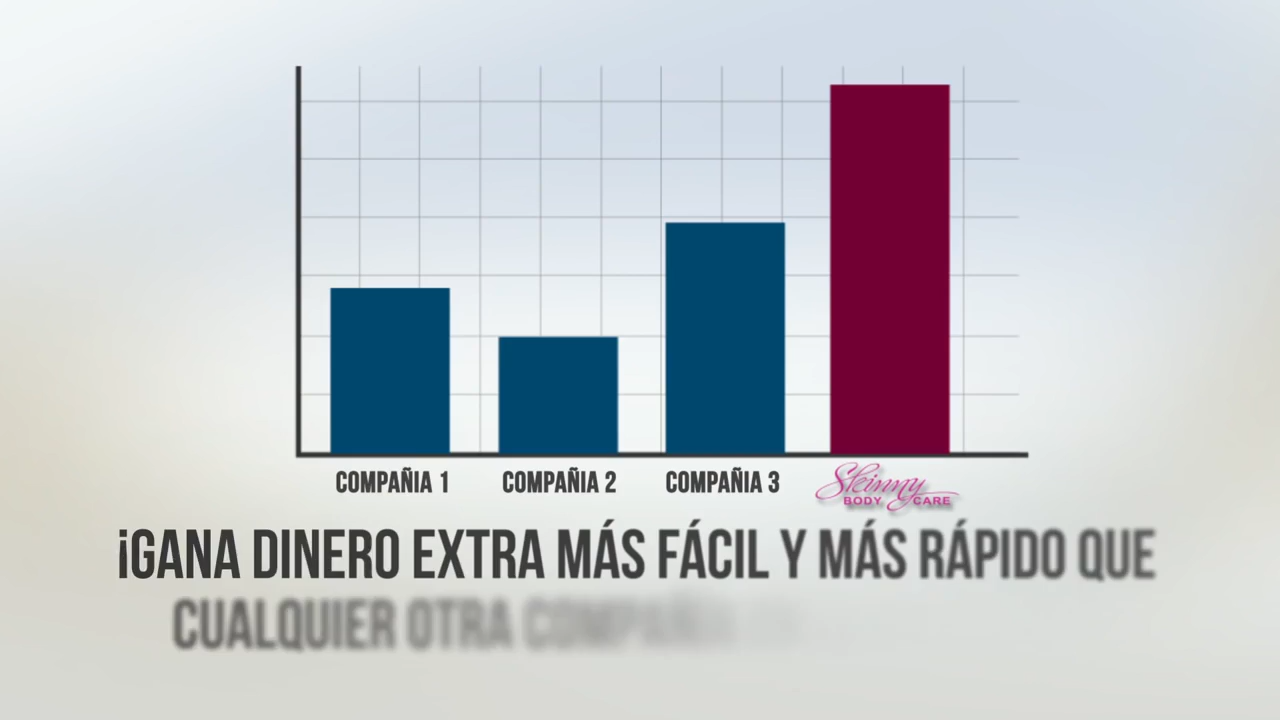 COMPAÑIA 1
COMPAÑIA 2
COMPAÑIA 3
Skinny
BODY CARE
¡GANA DINERO EXTRA MÁS FÁCIL Y MÁS RÁPIDO QUE
CUALQUIER OTRA COMPAÑIA